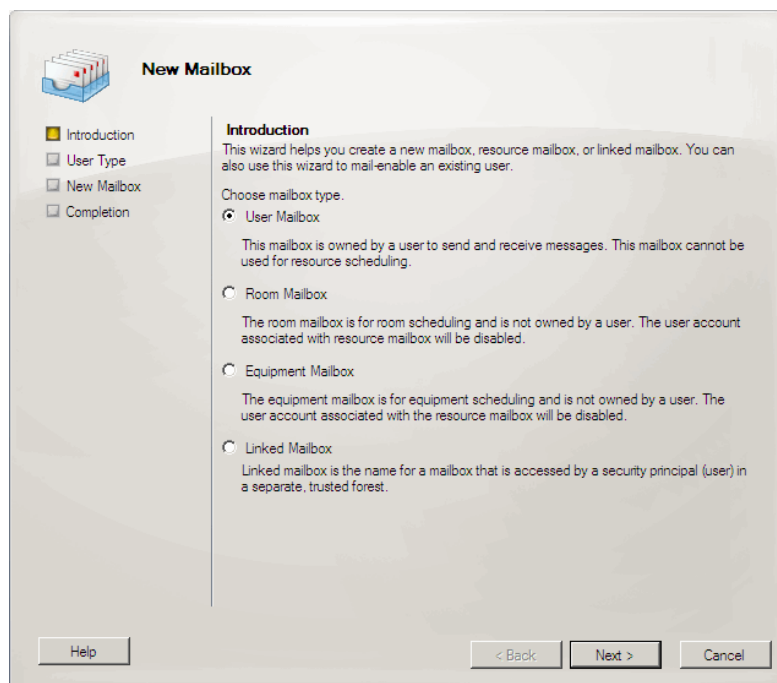 New Mailbox
Introduction
User Type
New Mailbox
Completion
Introduction
This wizard helps you create a new mailbox, resource mailbox, or linked mailbox. You can
also use this wizard to mail-enable an existing user.
Choose mailbox type.
User Mailbox
This mailbox is owned by a user to send and receive messages. This mailbox cannot be
used for resource scheduling.
Room Mailbox
The room mailbox is for room scheduling and is not owned by a user. The user account
associated with resource mailbox will be disabled.
Equipment Mailbox
The equipment mailbox is for equipment scheduling and is not owned by a user. The
user account associated with the resource mailbox will be disabled.
Linked Mailbox
Linked mailbox is the name for a mailbox that is accessed by a security principal (user) in
a separate, trusted forest.
Help
< Back
Next >
Cancel